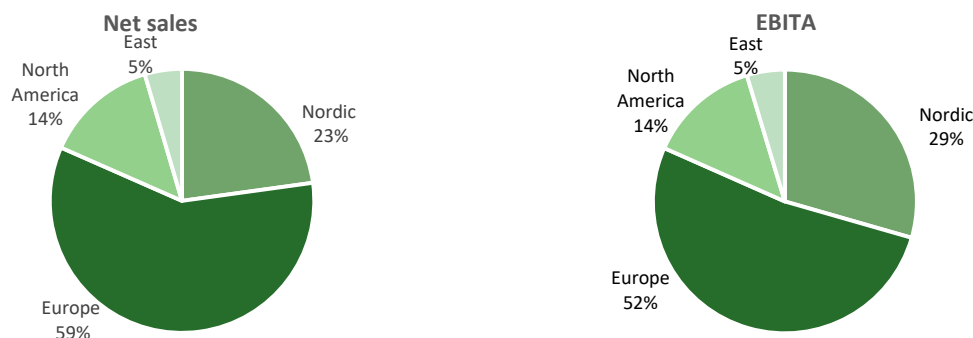 Net sales
East
5%
North
America
14%
Nordic
23%
Europe
59%
EBITA
East
5%
North
America
14%
Nordic
29%
Europe
52%